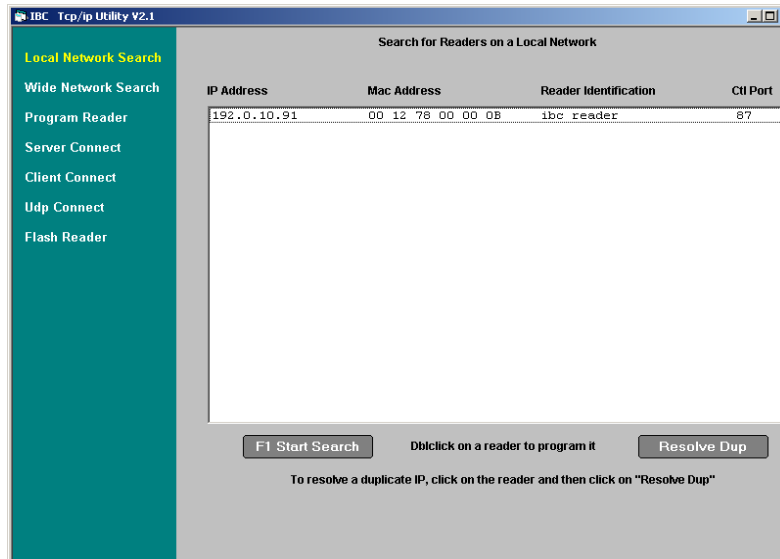 IBC Tcp/ip Utility V2.1
Search for Readers on a Local Network
Local Network Search
Wide Network Search
Program Reader
Server Connect
Client Connect
Udp Connect
Flash Reader
IP Address Mac Address Reader Identification Ctl Port
192.0.10.91 00 12 78 00 00 0B ibc reader 87
F1 Start Search Dblclick on a reader to program it Resolve Dup
To resolve a duplicate IP, click on the reader and then click on "Resolve Dup"